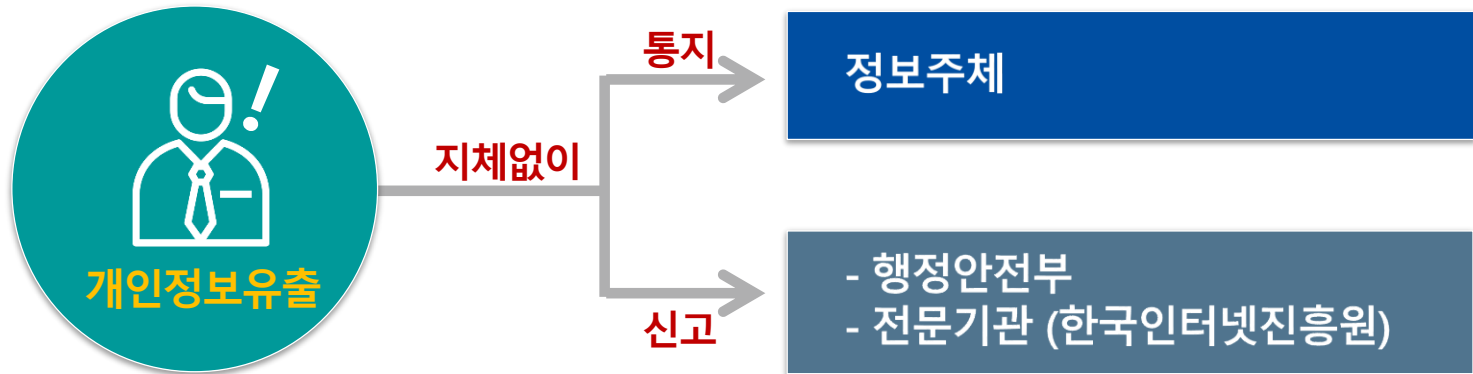 개인정보유출
지체없이
통지
정보주체
신고
- 행정안전부
- 전문기관 (한국인터넷진흥원)